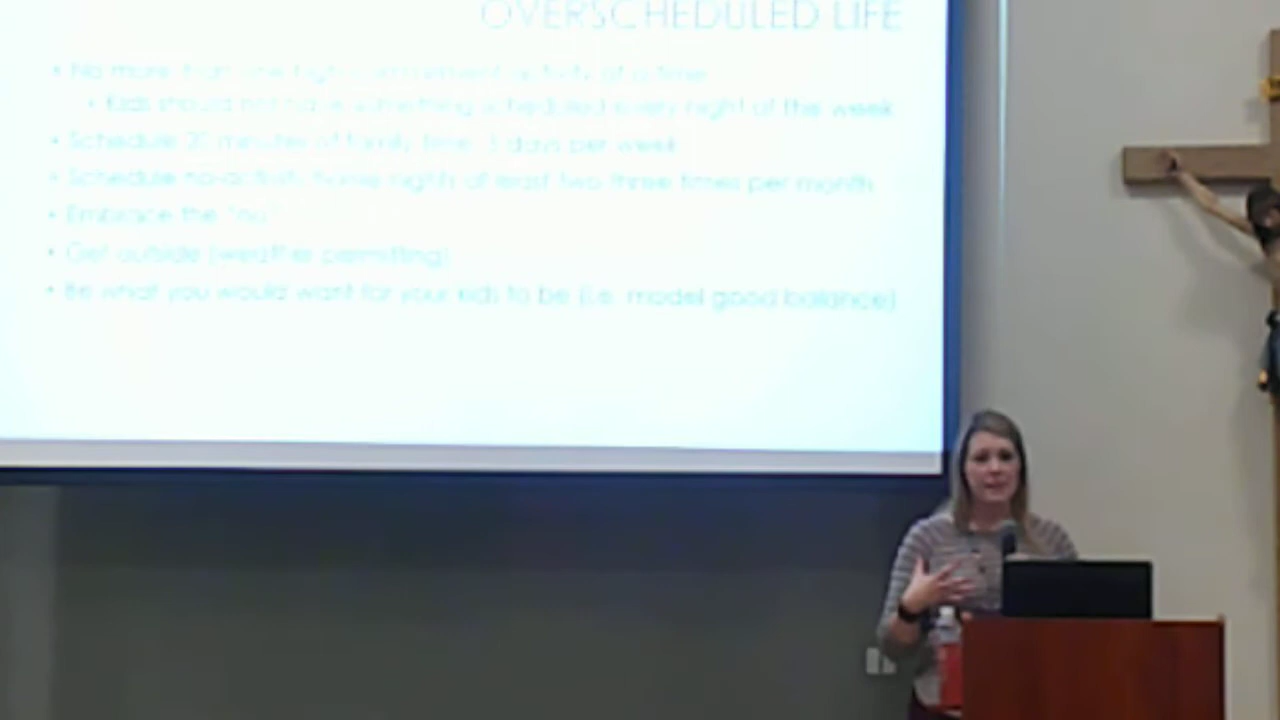 OVERSCHEDULED LIFE
• No more than one high commitment activity at a time
• Kids should not have something scheduled every night of the week
• Schedule 20 minutes of family time, 3 days per week
• Schedule no-activity home nights at least two three times per month
• Embrace the "no"
• Get outside (weather permitting)
• Be what you would want for your kids to be (i.e. model good balance)